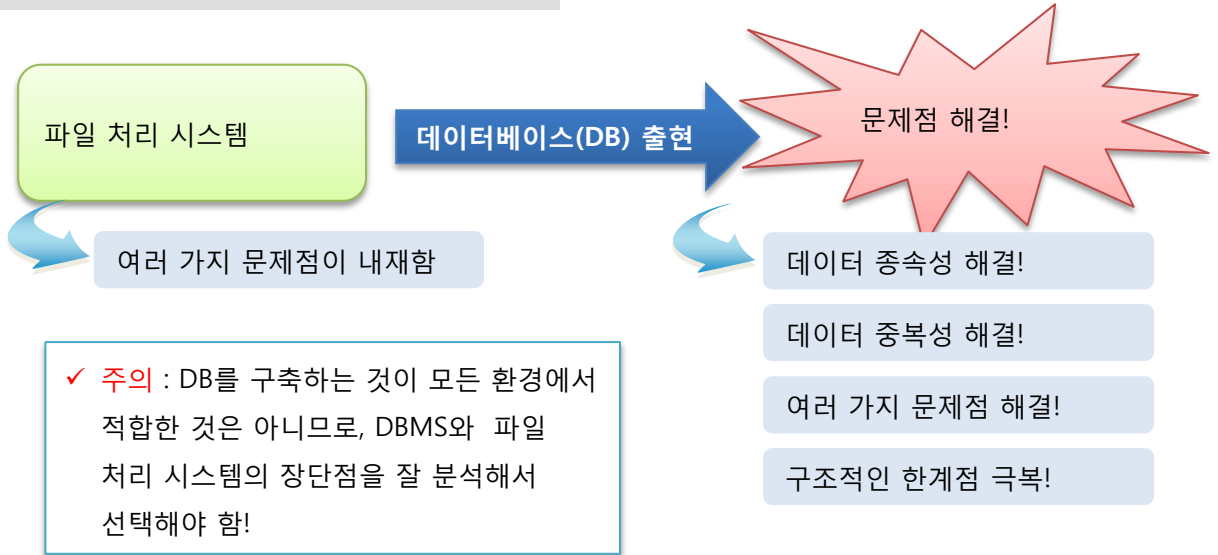 파일 처리 시스템
데이터베이스(DB) 출현
문제점 해결!
여러 가지 문제점이 내재함
데이터 종속성 해결!
데이터 중복성 해결!
여러 가지 문제점 해결!
구조적인 한계점 극복!
✓ 주의 : DB를 구축하는 것이 모든 환경에서
적합한 것은 아니므로, DBMS와 파일
처리 시스템의 장단점을 잘 분석해서
선택해야 함!